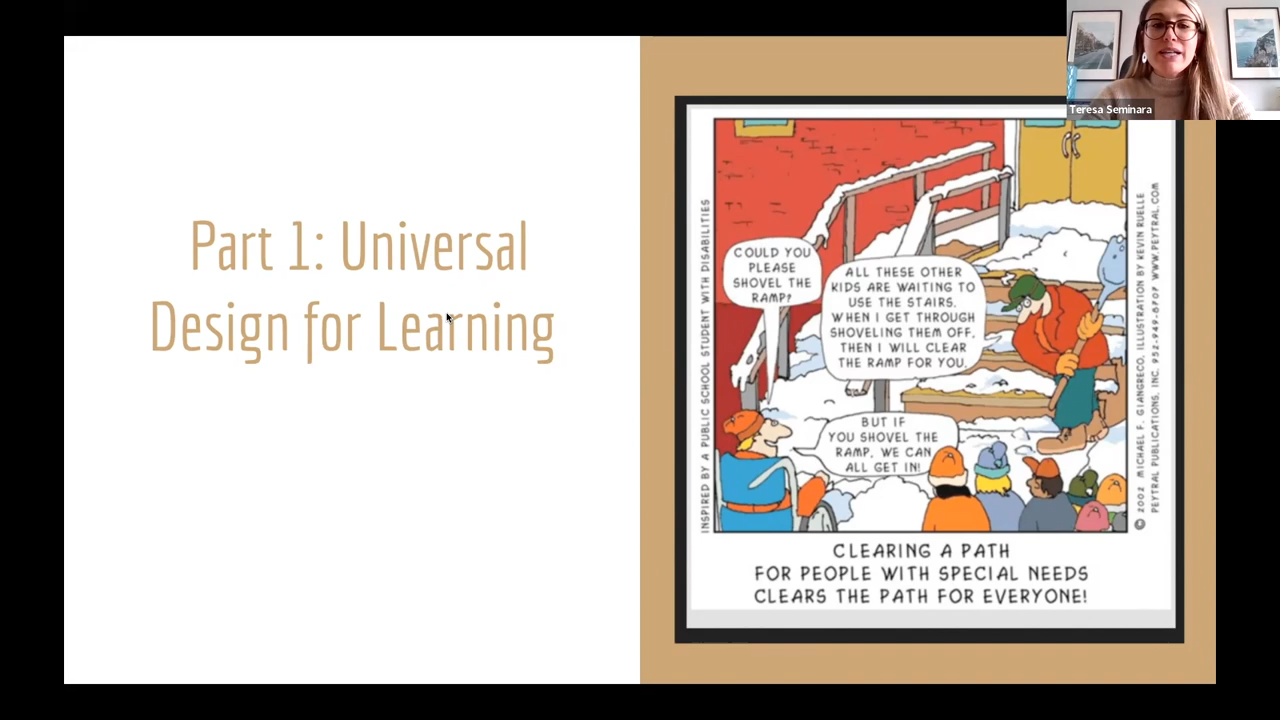 Part 1: Universal
Design for Learning
Teresa Seminara
COULD YOU
PLEASE
SHOVEL THE
RAMP?
ALL THESE OTHER
KIDS ARE WAITING TO
USE THE STAIRS.
WHEN I GET THROUGH
SHOVELING THEM OFF,
THEN I WILL CLEAR
THE RAMP FOR YOU.
BUT IF
YOU SHOVEL THE
RAMP, WE CAN
ALL GET IN!
INSPIRED BY A PUBLIC SCHOOL STUDENT WITH DISABILITIES
© 2002 MICHAEL F. GIANGRECO, ILLUSTRATION BY KEVIN RUELLE
PEYTRAL PUBLICATIONS, INC. 952-949-8707 WWW.PEYTRAL.COM
CLEARING A PATH
FOR PEOPLE WITH SPECIAL NEEDS
CLEARS THE PATH FOR EVERYONE!